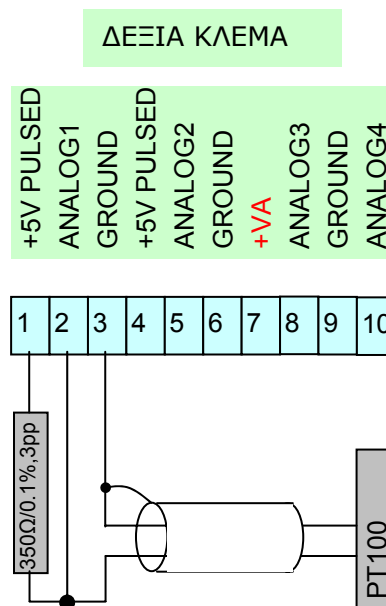 ΔΕΞΙΑ ΚΛΕΜΑ
+5V PULSED
ANALOG1
GROUND
+5V PULSED
ANALOG2
GROUND
+VA
ANALOG3
GROUND
ANALOG4
1 2 3 4 5 6 7 8 9 10
350Ω/0.1%,3pp
PT100